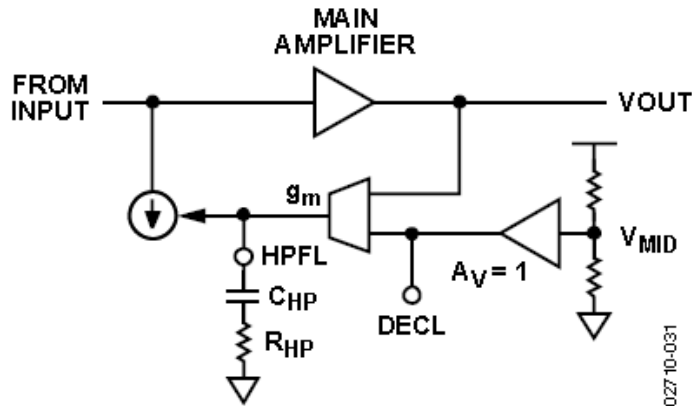 MAIN
AMPLIFIER
FROM
INPUT
VOUT
gm
HPFL
VMID
AV = 1
CHP
DECL
RHP
02710-031